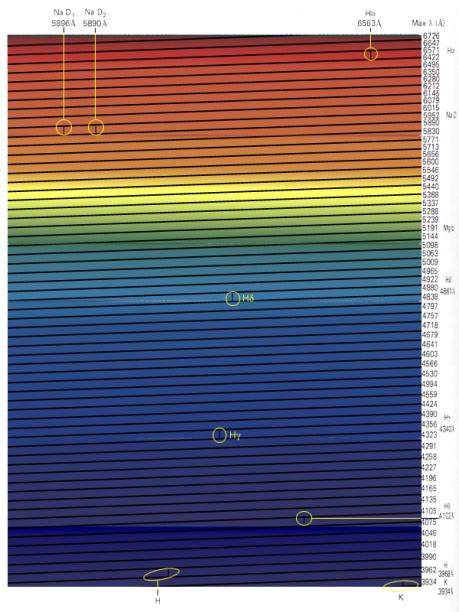 Na D₁
5896Å
Na D₂
5890Å
Hα
6563Å
Max λ (Å)
6726
6647
6571
Hα
6422
6495
6350
6280
6212
6145
6079
6015
5952
Na D
5890
5830
5771
5713
5656
5600
5546
5492
5440
5388
5337
5288
5239
5191
Mg b
5144
5098
5053
5009
4965
4922
Hδ
4880
4861Å
4838
Hδ
4797
4757
4718
4679
4641
4603
4566
4530
4994
4559
4424
4390
Hγ
4356
4340Å
4323
Hγ
4291
4258
4227
4196
4165
4135
4105
Hδ
4102Å
4075
4046
4018
3990
3962
H
3968Å
3934
K
3934Å
H
K